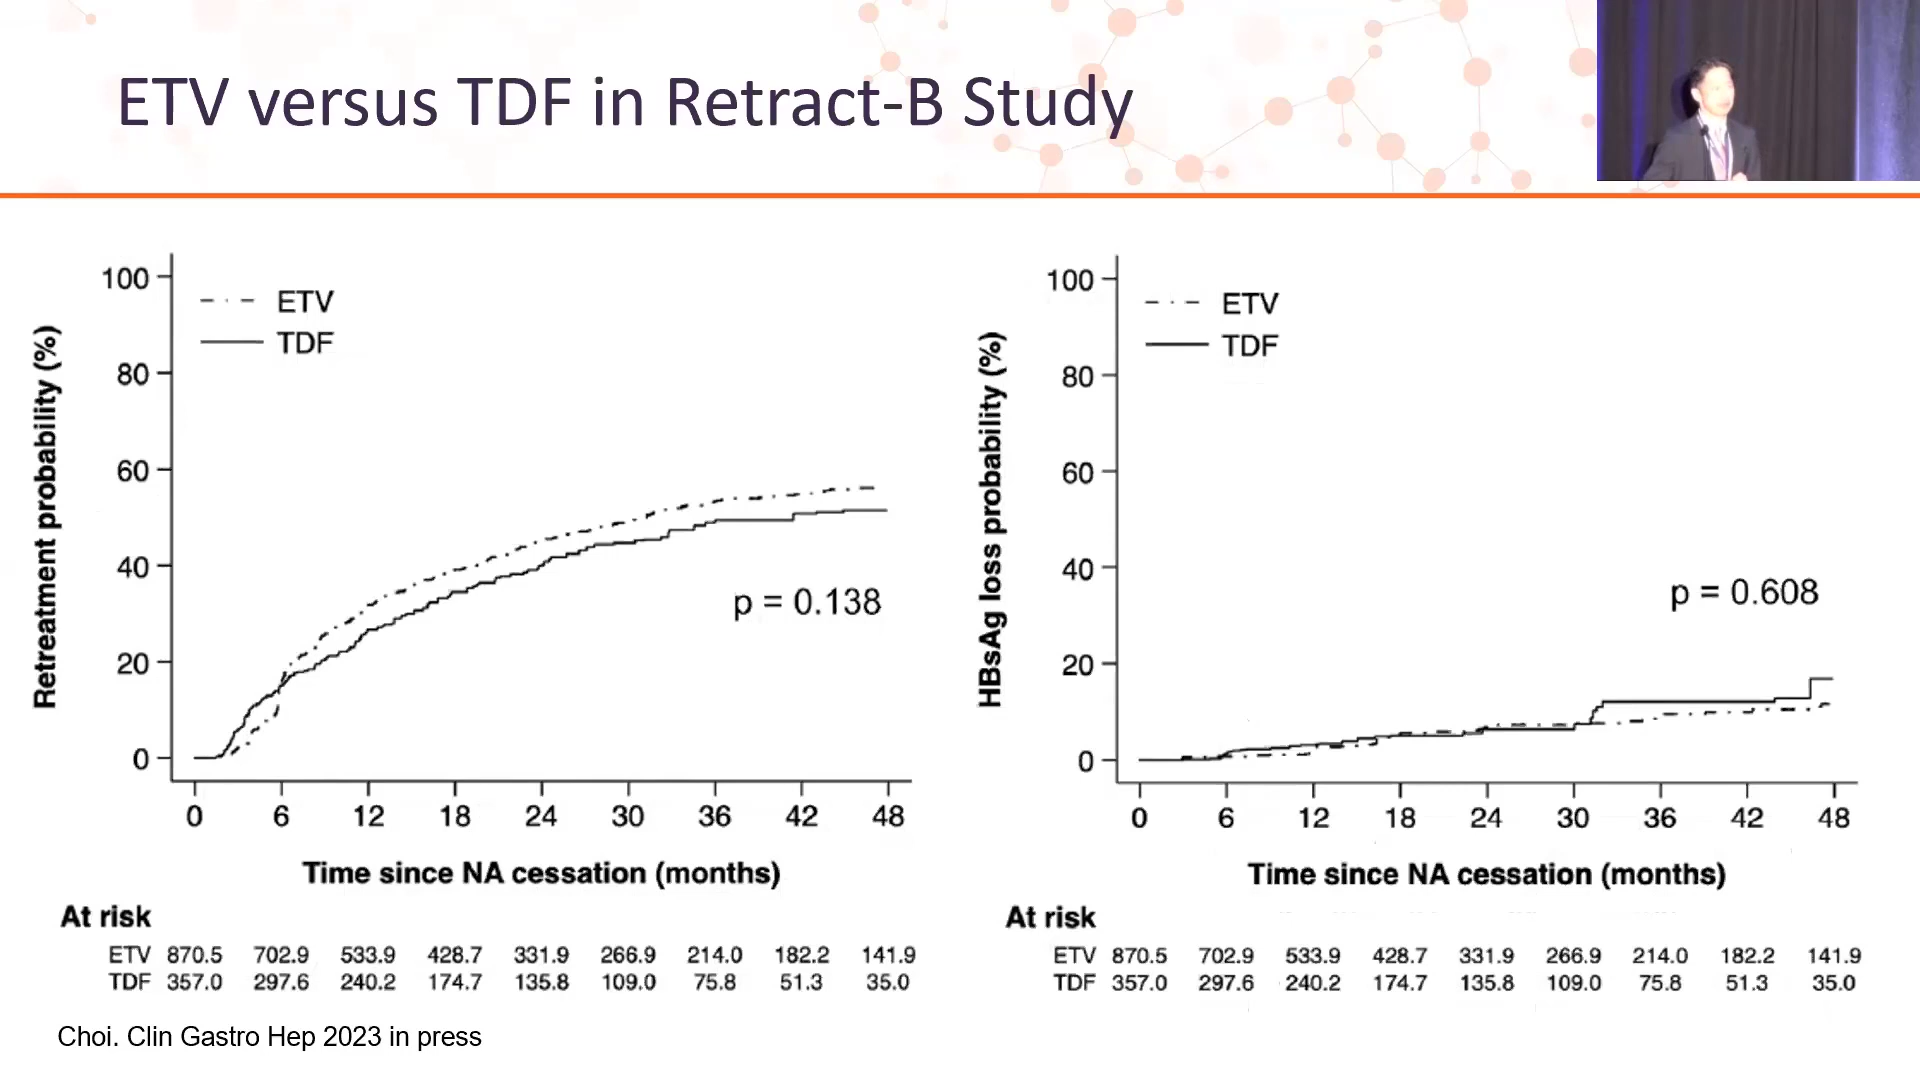 ETV versus TDF in Retract-B Study
Retreatment probability (%)
100
80
60
40
20
0
ETV
TDF
p = 0.138
0 6 12 18 24 30 36 42 48
Time since NA cessation (months)
At risk
ETV 870.5 702.9 533.9 428.7 331.9 266.9 214.0 182.2 141.9
TDF 357.0 297.6 240.2 174.7 135.8 109.0 75.8 51.3 35.0
HBsAg loss probability (%)
100
80
60
40
20
0
ETV
TDF
p = 0.608
0 6 12 18 24 30 36 42 48
Time since NA cessation (months)
At risk
ETV 870.5 702.9 533.9 428.7 331.9 266.9 214.0 182.2 141.9
TDF 357.0 297.6 240.2 174.7 135.8 109.0 75.8 51.3 35.0
Choi. Clin Gastro Hep 2023 in press